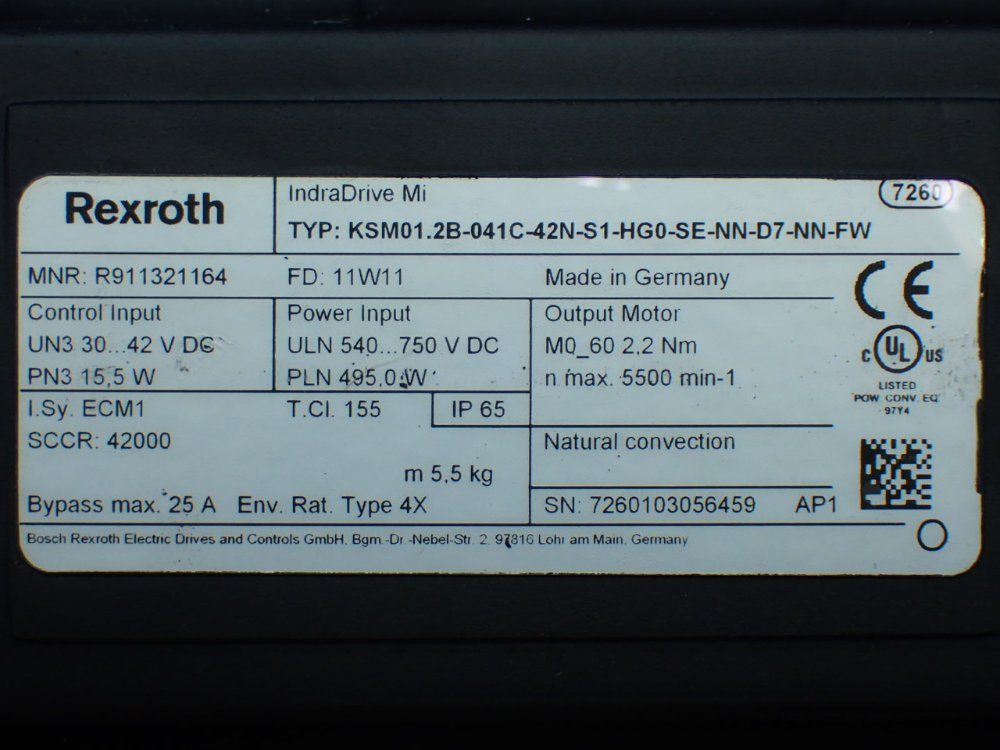 Rexroth
IndraDrive Mi
7260
TYP: KSM01.2B-041C-42N-S1-HG0-SE-NN-D7-NN-FW
MNR: R911321164
FD: 11W11
Made in Germany
CE
Control Input
UN3 30...42 V DC
PN3 15,5 W
Power Input
ULN 540...750 V DC
PLN 495,0 W
Output Motor
M0_60 2,2 Nm
n max. 5500 min-1
c UL US
LISTED
POW CONV. EQ.
97Y4
I.Sy. ECM1
T.Cl. 155
IP 65
SCCR: 42000
m 5,5 kg
Natural convection
Bypass max. 25 A
Env. Rat. Type 4X
SN: 7260103056459
AP1
Bosch Rexroth Electric Drives and Controls GmbH, Bgm.-Dr.-Nebel-Str. 2, 97816 Lohr am Main, Germany